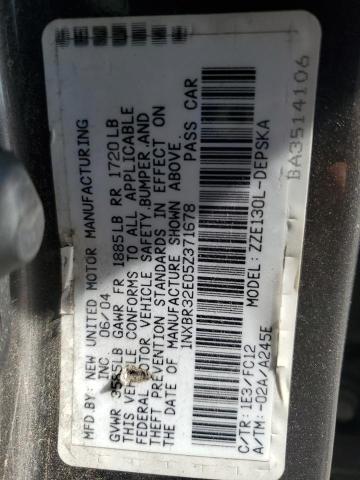 MFD.BY: NEW UNITED MOTOR MANUFACTURING
INC. 06/04
GVWR LB GAWR FR 1885LB RR 1720LB
THIS VEHICLE CONFORMS TO ALL APPLICABLE
FEDERAL MOTOR VEHICLE SAFETY,BUMPER,AND
THEFT PREVENTION STANDARDS IN EFFECT ON
THE DATE OF MANUFACTURE SHOWN ABOVE.
1NXBR32E05Z371678 PASS CAR
C/TR:1E3/FC12 MODEL:ZZE130L-DEPSKA
A/TM:-02A/A245E
BA3514106